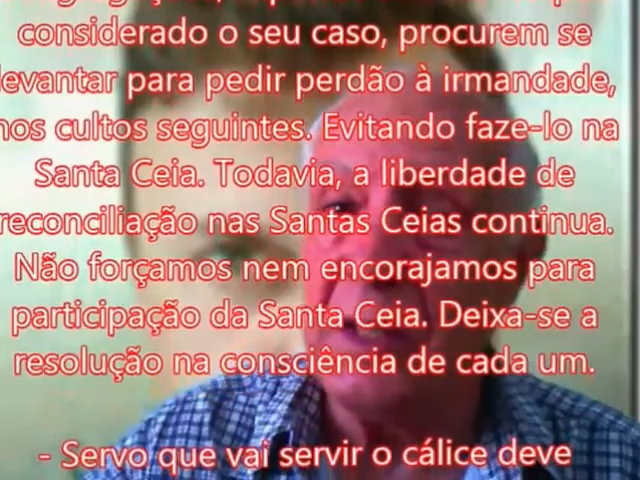 considerado o seu caso, procurem se
levantar para pedir perdão à irmandade,
nos cultos seguintes. Evitando faze-lo na
Santa Ceia. Todavia, a liberdade de
reconciliação nas Santas Ceias continua.
Não forçamos nem encorajamos para
participação da Santa Ceia. Deixa-se a
resolução na consciência de cada um.
- Servo que vai servir o cálice deve